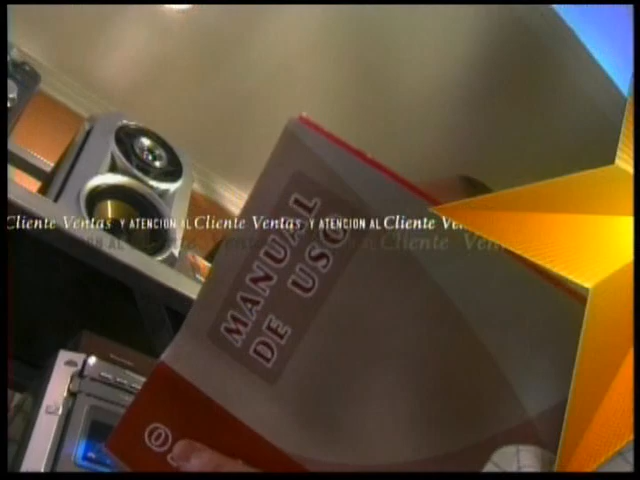 Cliente Ventas Y ATENCION AL Cliente Ventas Y ATENCION AL Cliente
MANUAL
DE USO